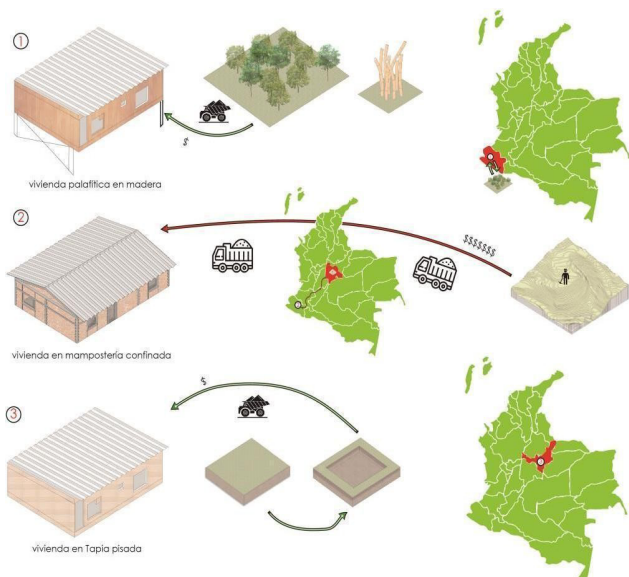 1
$
vivienda palafítica en madera
2
$$$$$$$
vivienda en mampostería confinada
3
$
vivienda en Tapia pisada